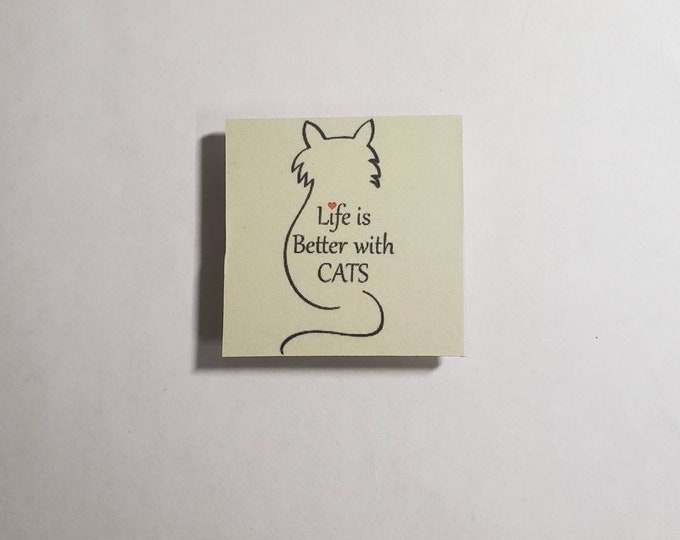 Life is
Better with
CATS